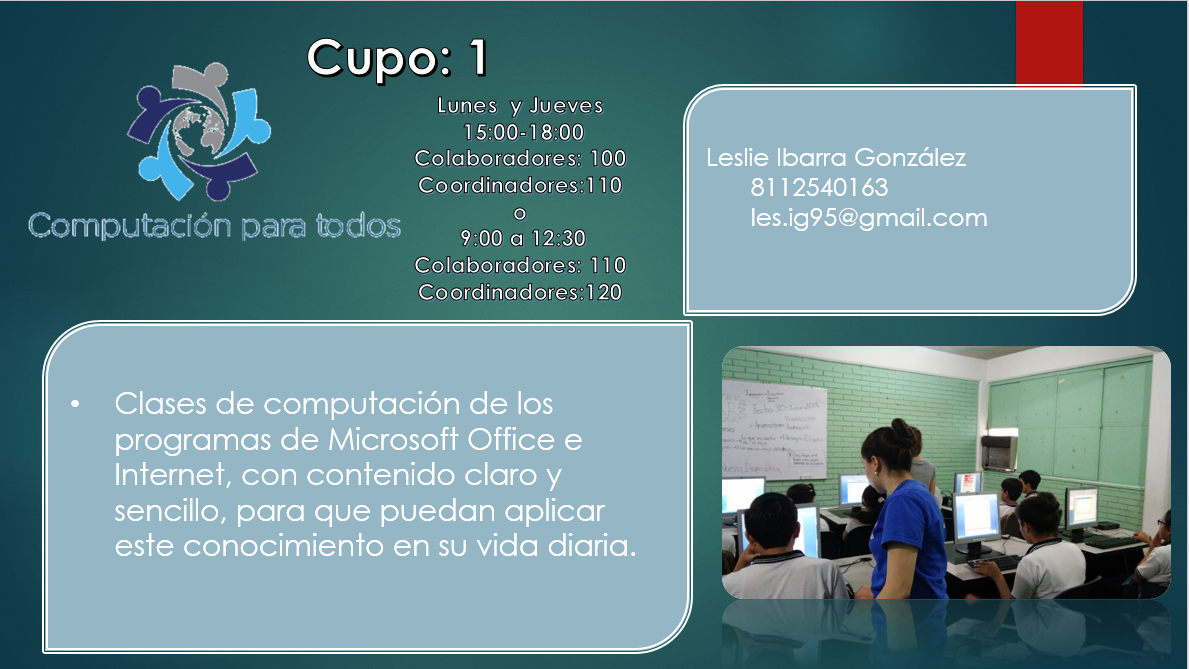 Cupo: 1
Computación para todos
Lunes y Jueves
15:00-18:00
Colaboradores: 100
Coordinadores:110
o
9:00 a 12:30
Colaboradores: 110
Coordinadores:120
Leslie Ibarra González
8112540163
les.ig95@gmail.com
• Clases de computación de los
programas de Microsoft Office e
Internet, con contenido claro y
sencillo, para que puedan aplicar
este conocimiento en su vida diaria.